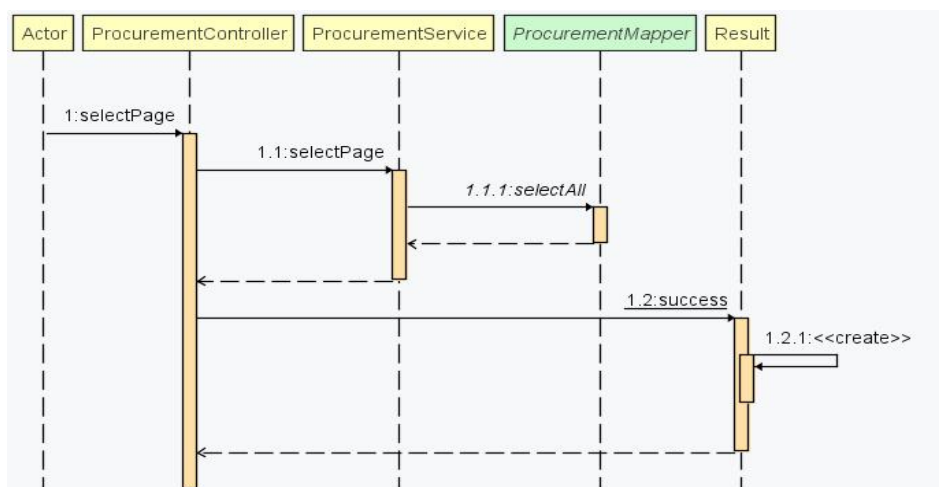 Actor ProcurementController ProcurementService ProcurementMapper Result
1:selectPage
1.1:selectPage
1.1.1:selectAll
1.2:success
1.2.1:<<create>>